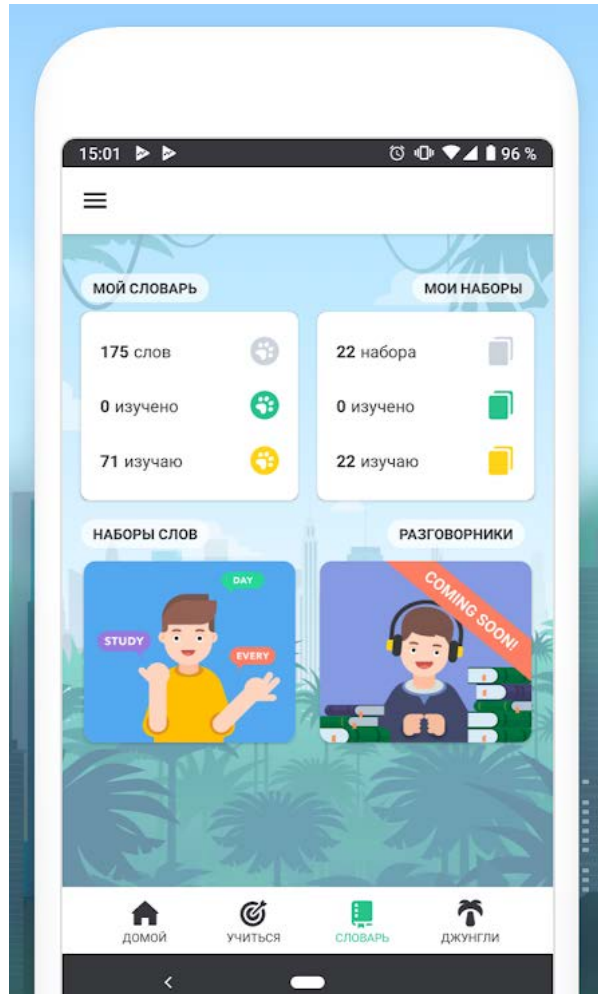 15:01
96 %
МОЙ СЛОВАРЬ
МОИ НАБОРЫ
175 слов
22 набора
0 изучено
0 изучено
71 изучаю
22 изучаю
НАБОРЫ СЛОВ
РАЗГОВОРНИКИ
DAY
STUDY
EVERY
COMING SOON!
ДОМОЙ
УЧИТЬСЯ
СЛОВАРЬ
ДЖУНГЛИ